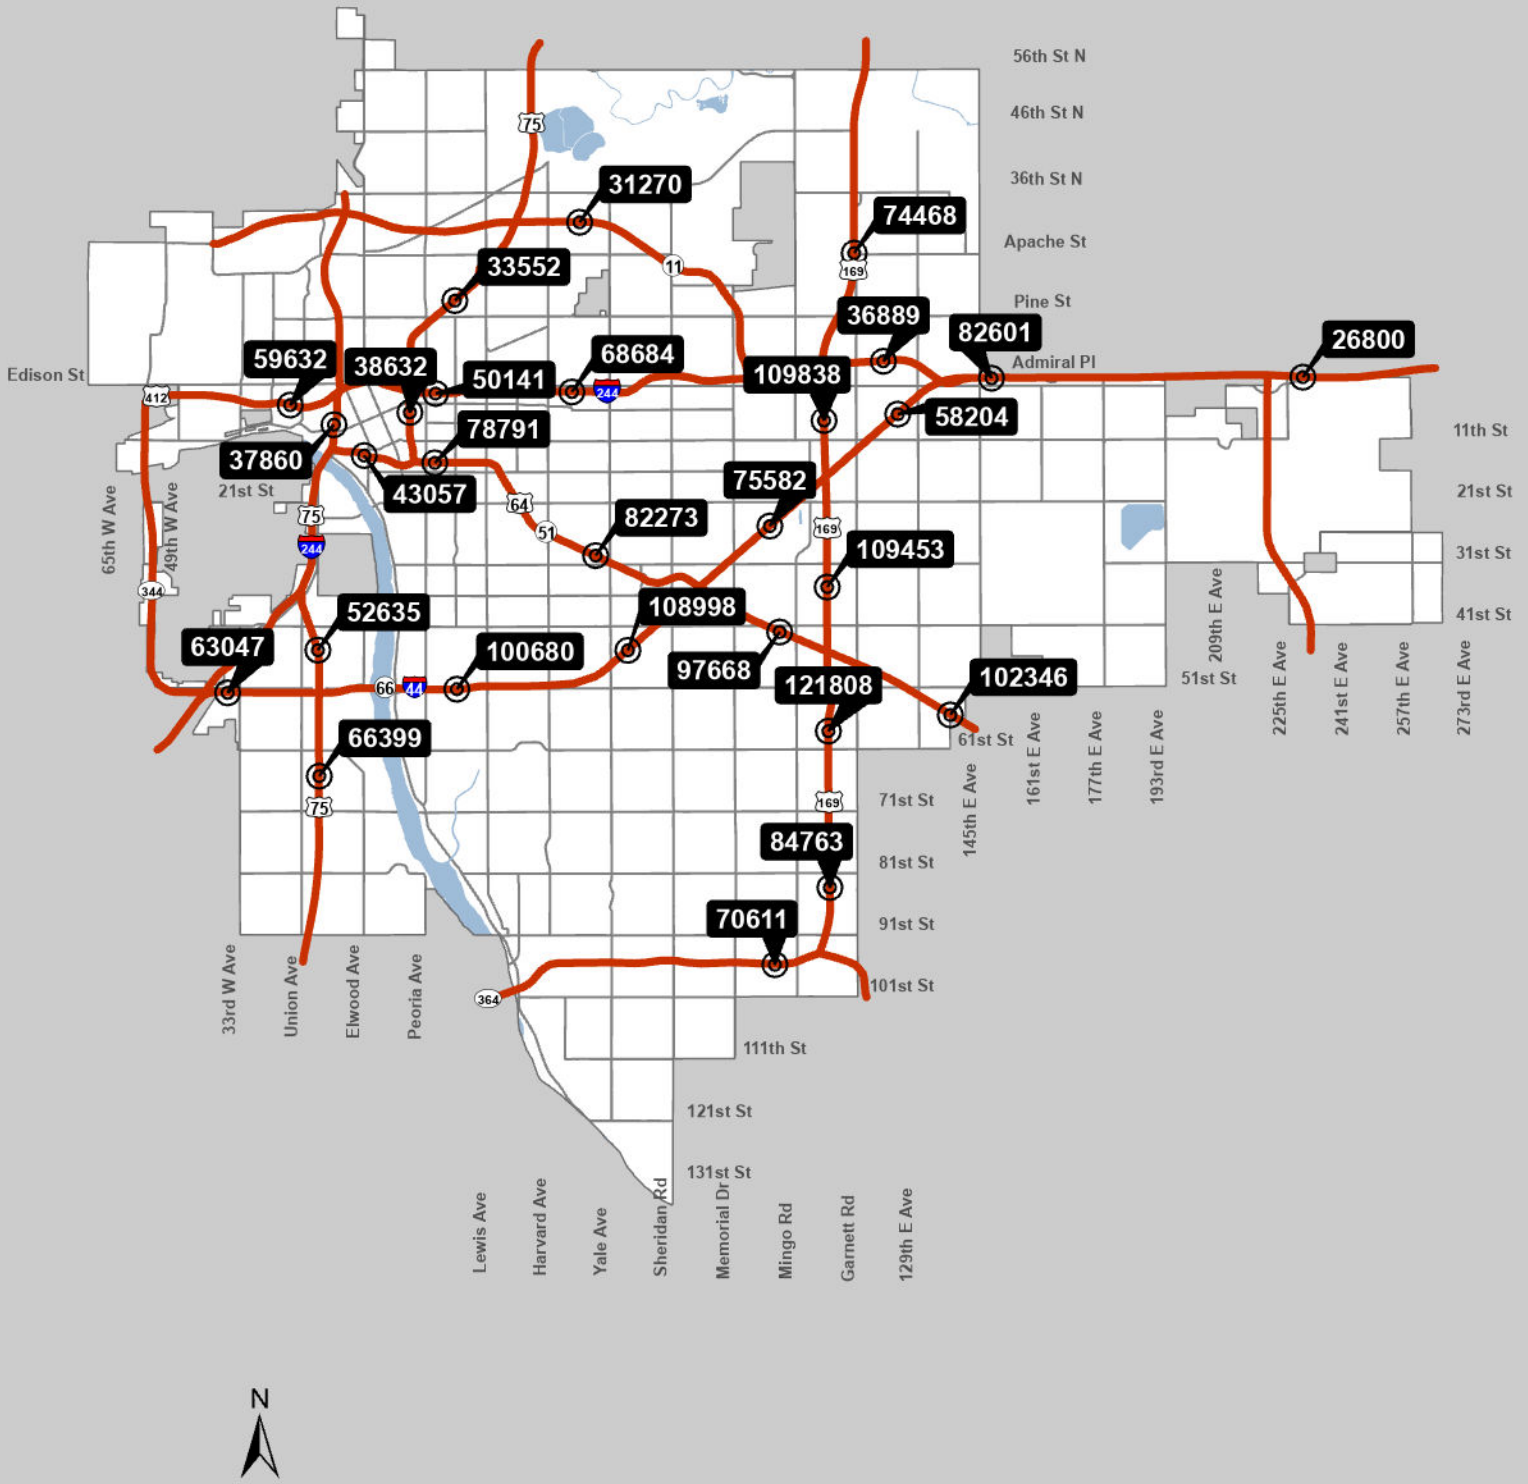 56th St N
75
46th St N
36th St N
31270
74468
Apache St
11
33552
169
Pine St
36889
82601
26800
59632
38632
68684
Admiral Pl
Edison St
50141
109838
412
244
58204
78791
11th St
37860
75582
43057
21st St
21st St
64
82273
75
51
169
65th W Ave
49th W Ave
244
109453
31st St
344
52635
108998
209th E Ave
41st St
63047
100680
97668
102346
51st St
66
44
121808
225th E Ave
241st E Ave
257th E Ave
273rd E Ave
66399
61st St
161st E Ave
177th E Ave
193rd E Ave
75
169
71st St
145th E Ave
84763
81st St
70611
91st St
33rd W Ave
Union Ave
Elwood Ave
Peoria Ave
364
101st St
111th St
121st St
131st St
Lewis Ave
Harvard Ave
Yale Ave
Sheridan Rd
Memorial Dr
Mingo Rd
Garnett Rd
129th E Ave
N